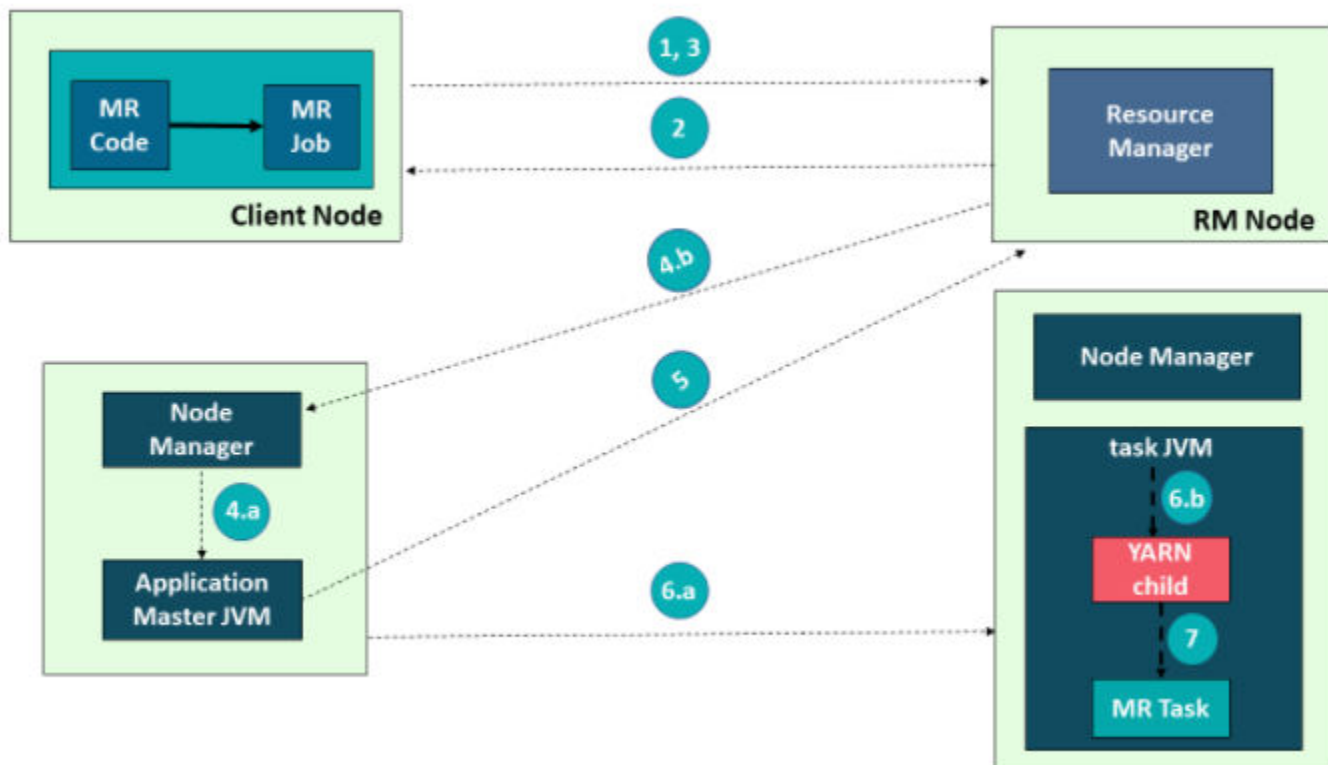 MR
Code
MR
Job
Client Node
1, 3
2
Resource
Manager
RM Node
4.b
5
Node
Manager
4.a
Application
Master JVM
6.a
Node Manager
task JVM
6.b
YARN
child
7
MR Task